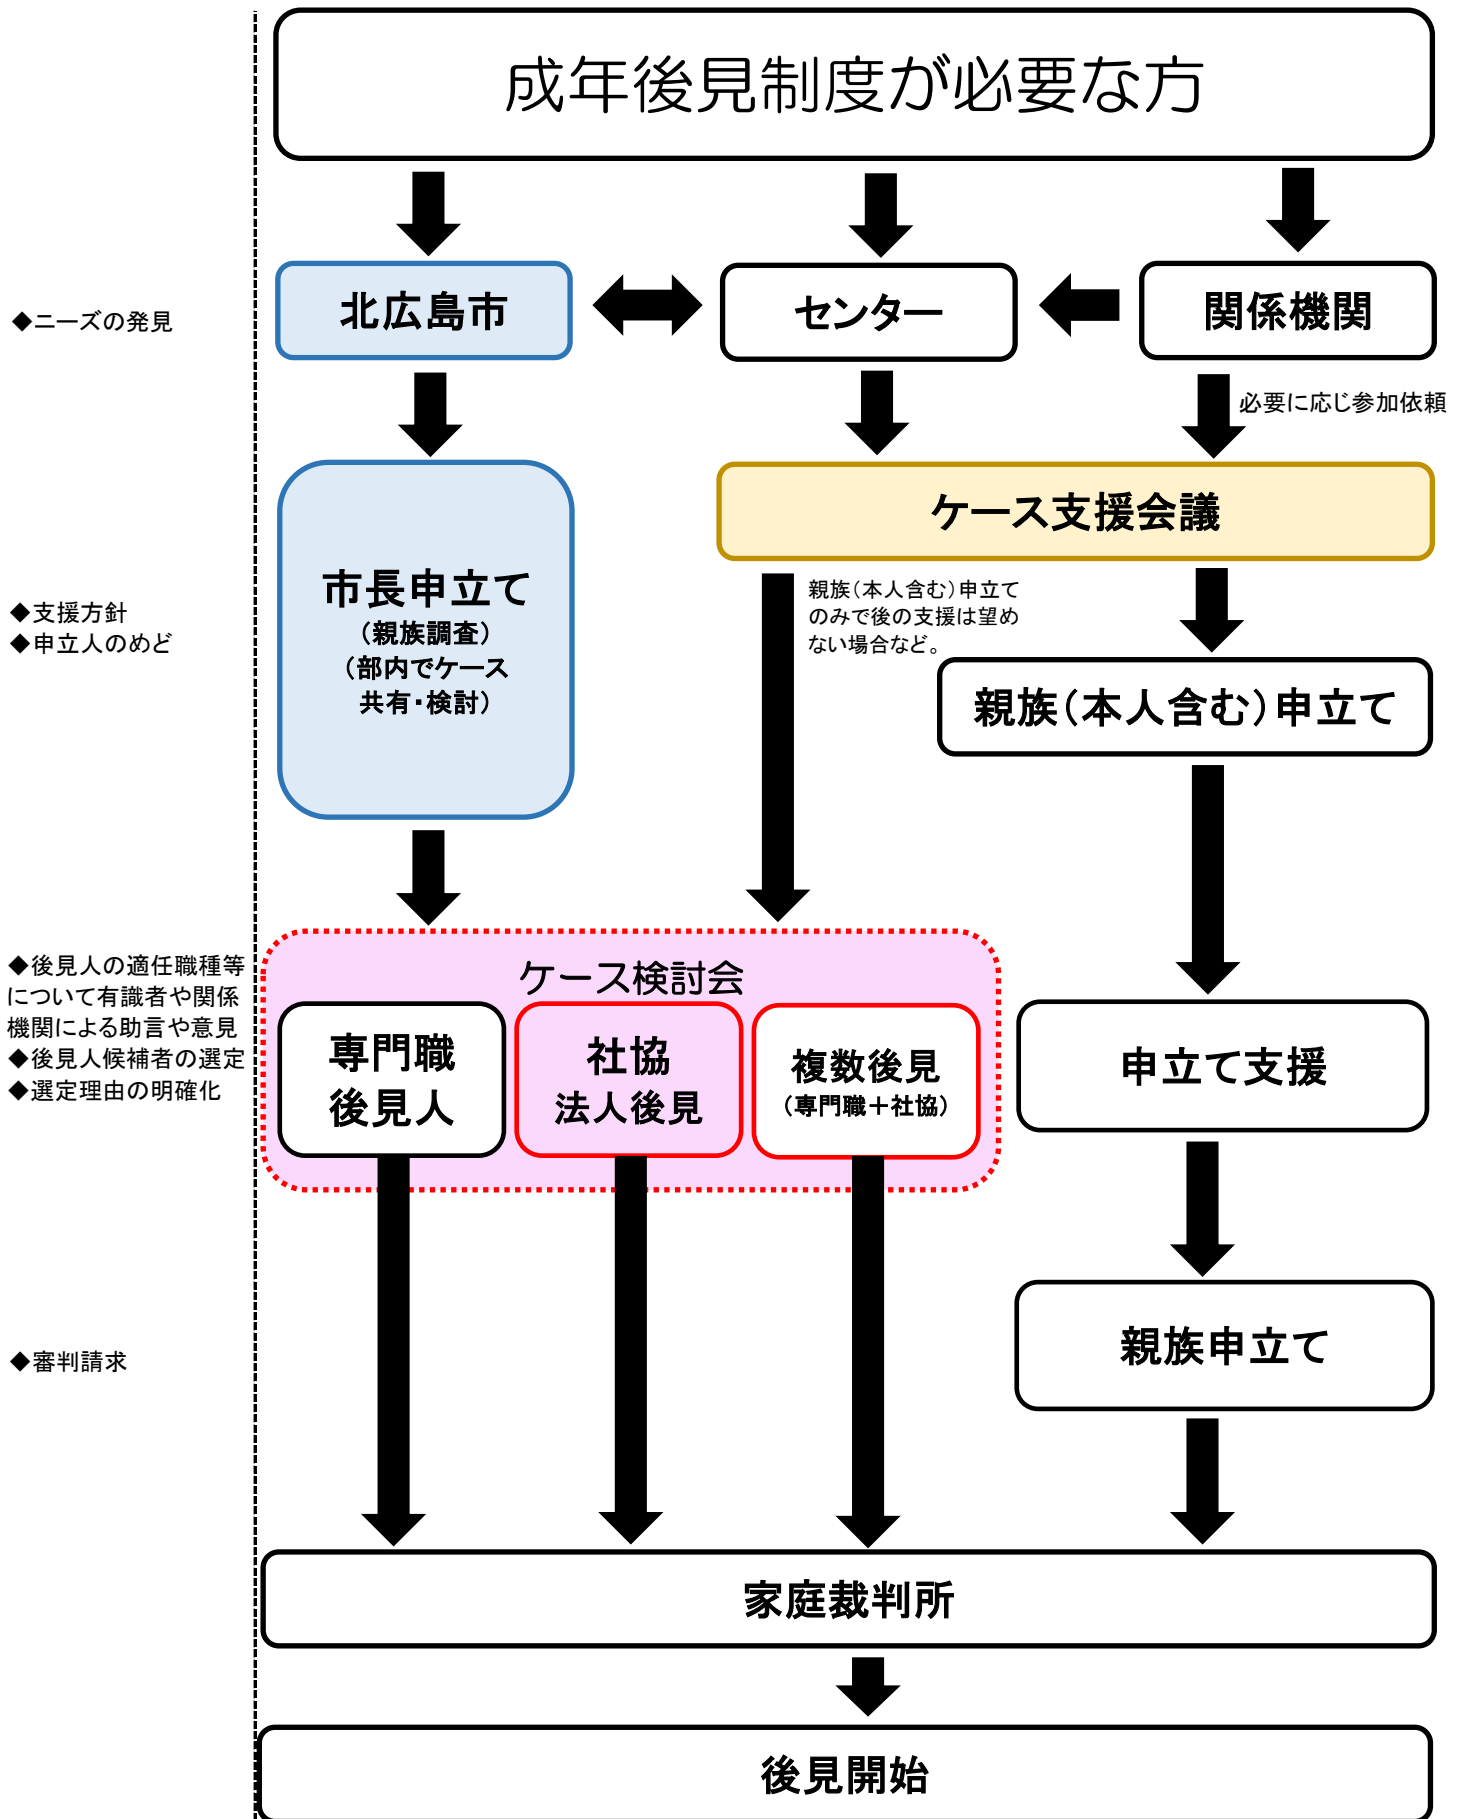 成年後見制度が必要な方
◆ニーズの発見
北広島市
センター
関係機関
必要に応じ参加依頼
ケース支援会議
◆支援方針
◆申立人のめど
市長申立て
（親族調査）
（部内でケース
共有・検討）
親族（本人含む）申立て
のみで後の支援は望め
ない場合など。
親族（本人含む）申立て
◆後見人の適任職種等
について有識者や関係
機関による助言や意見
◆後見人候補者の選定
◆選定理由の明確化
ケース検討会
専門職
後見人
社協
法人後見
複数後見
（専門職＋社協）
申立て支援
◆審判請求
親族申立て
家庭裁判所
後見開始